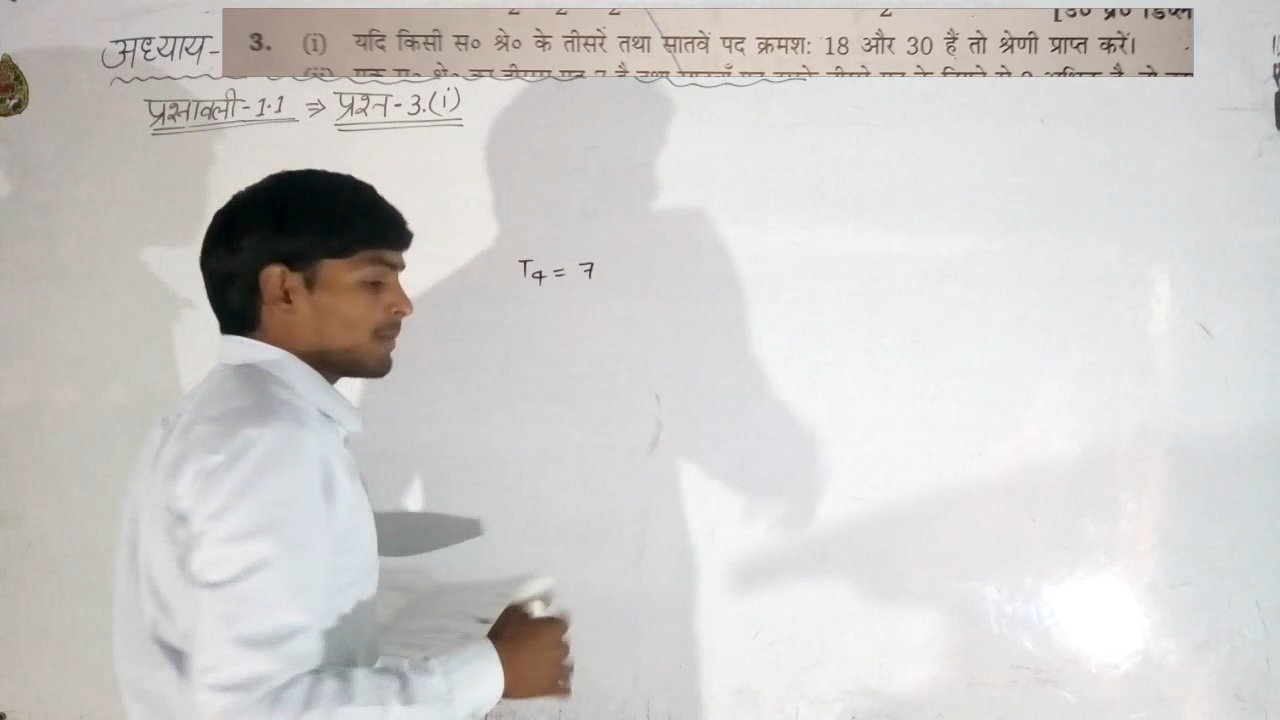 अध्याय-
3. (i) यदि किसी स० श्रे० के तीसरें तथा सातवें पद क्रमश: 18 और 30 हैं तो श्रेणी प्राप्त करें।
प्रश्नावली-1.1 ⇒ प्रश्न-3.(i)
T₄ = 7